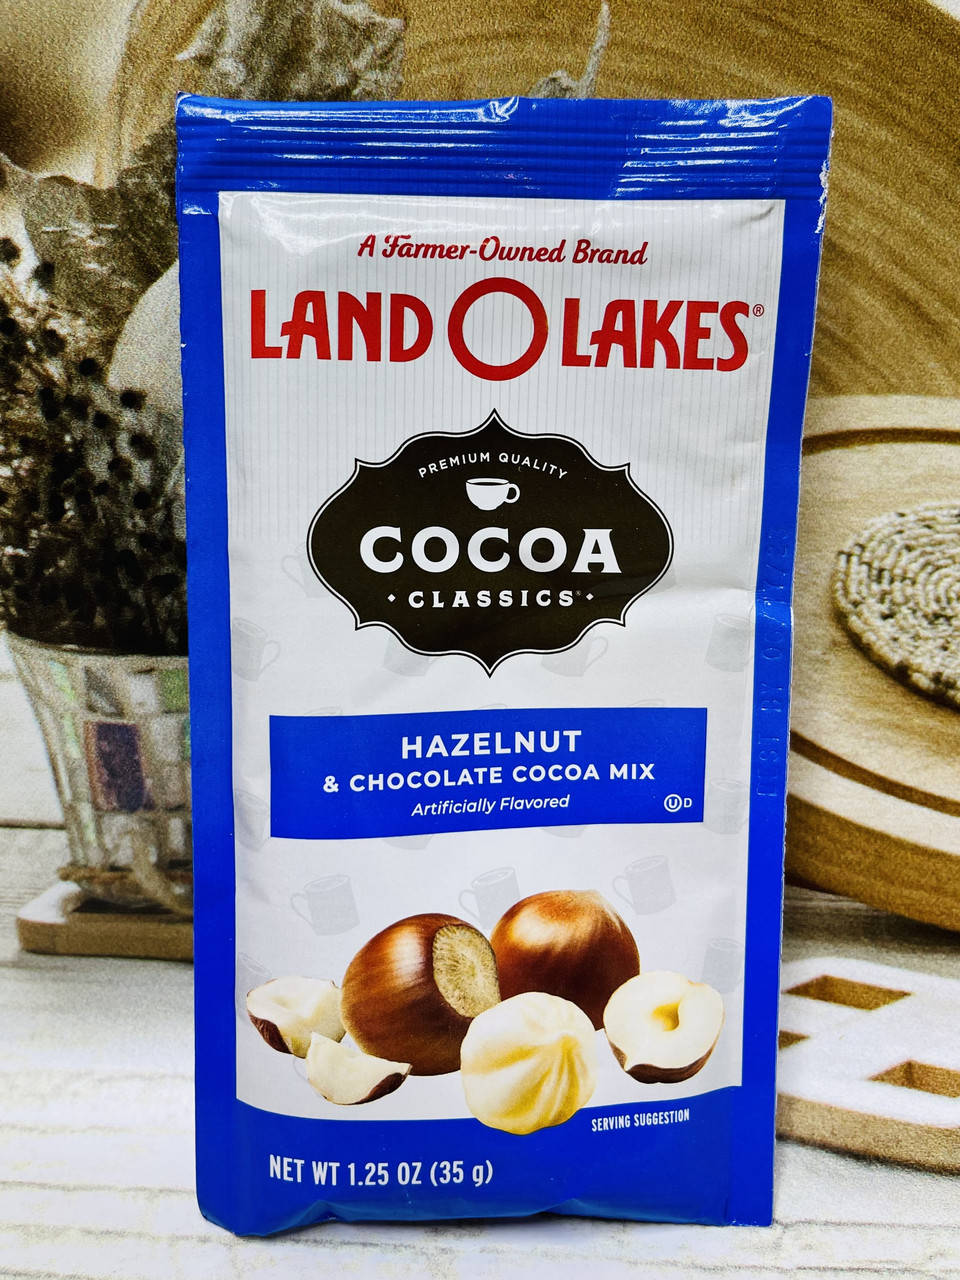 A Farmer-Owned Brand
LAND O LAKES®
PREMIUM QUALITY
COCOA
• CLASSICS® •
HAZELNUT
& CHOCOLATE COCOA MIX
Artificially Flavored
U D
SERVING SUGGESTION
NET WT 1.25 OZ (35 g)